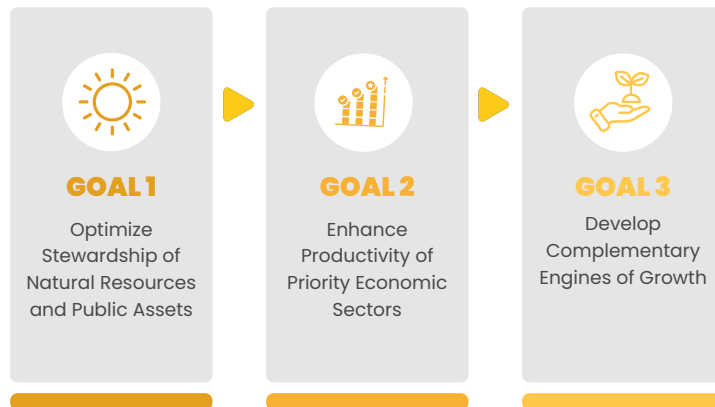 GOAL 1
Optimize
Stewardship of
Natural Resources
and Public Assets
GOAL 2
Enhance
Productivity of
Priority Economic
Sectors
GOAL 3
Develop
Complementary
Engines of Growth